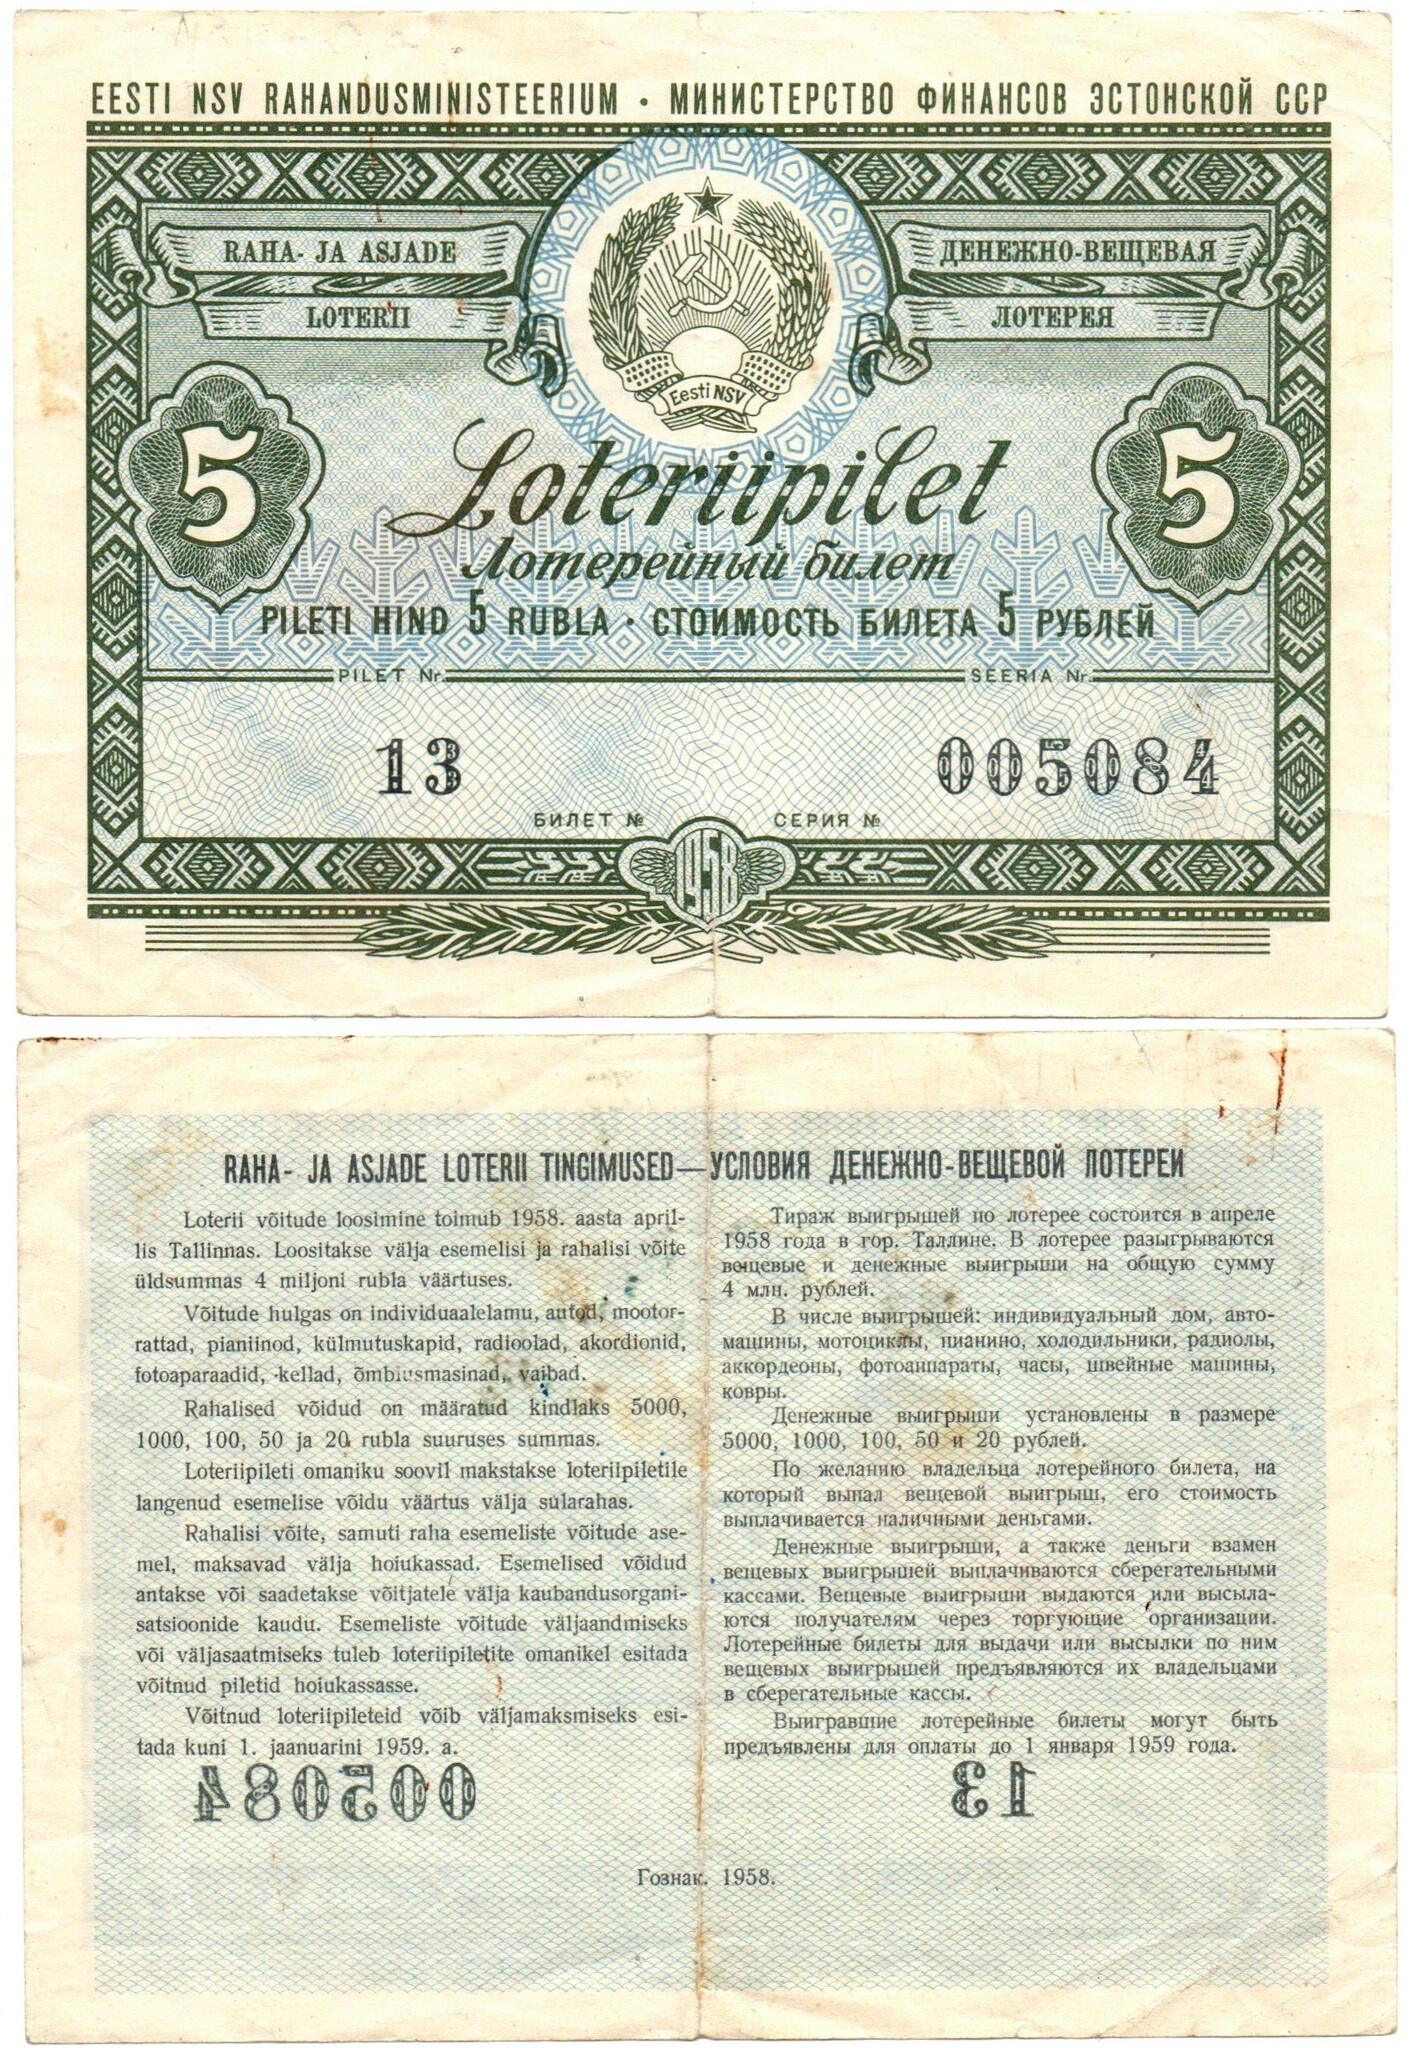 EESTI NSV RAHANDUSMINISTEERIUM · МИНИСТЕРСТВО ФИНАНСОВ ЭСТОНСКОЙ ССР
RAHA- JA ASJADE
LOTERII
ДЕНЕЖНО-ВЕЩЕВАЯ
ЛОТЕРЕЯ
Eesti NSV
5
5
Loteriipilet
Лотерейный билет
PILETI HIND 5 RUBLA · СТОИМОСТЬ БИЛЕТА 5 РУБЛЕЙ
PILET Nr.
SEERIA Nr.
13
005084
БИЛЕТ №
СЕРИЯ №
1958
RAHA- JA ASJADE LOTERII TINGIMUSED—УСЛОВИЯ ДЕНЕЖНО-ВЕЩЕВОЙ ЛОТЕРЕИ
Loterii võitude loosimine toimub 1958. aasta april-
lis Tallinnas. Loositakse välja esemelisi ja rahalisi võite
üldsummas 4 miljoni rubla väärtuses.
Võitude hulgas on individuaalelamu, autod, mootor-
rattad, pianiinod, külmutuskapid, radioolad, akordionid,
fotoaparaadid, kellad, õmblusmasinad, vaibad.
Rahalised võidud on määratud kindlaks 5000,
1000, 100, 50 ja 20 rubla suuruses summas.
Loteriipileti omaniku soovil makstakse loteriipiletile
langenud esemelise võidu väärtus välja sularahas.
Rahalisi võite, samuti raha esemeliste võitude ase-
mel, maksavad välja hoiukassad. Esemelised võidud
antakse või saadetakse võitjatele välja kaubandusorgani-
satsioonide kaudu. Esemeliste võitude väljaandmiseks
või väljasaatmiseks tuleb loteriipiletite omanikel esitada
võitnud piletid hoiukassasse.
Võitnud loteriipileteid võib väljamaksmiseks esi-
tada kuni 1. jaanuarini 1959. a.
Тираж выигрышей по лотерее состоится в апреле
1958 года в гор. Таллине. В лотерее разыгрываются
вещевые и денежные выигрыши на общую сумму
4 млн. рублей.
В числе выигрышей: индивидуальный дом, авто-
машины, мотоциклы, пианино, холодильники, радиолы,
аккордеоны, фотоаппараты, часы, швейные машины,
ковры.
Денежные выигрыши установлены в размере
5000, 1000, 100, 50 и 20 рублей.
По желанию владельца лотерейного билета, на
который выпал вещевой выигрыш, его стоимость
выплачивается наличными деньгами.
Денежные выигрыши, а также деньги взамен
вещевых выигрышей выплачиваются сберегательными
кассами. Вещевые выигрыши выдаются или высыла-
ются получателям через торгующие организации.
Лотерейные билеты для выдачи или высылки по ним
вещевых выигрышей предъявляются их владельцами
в сберегательные кассы.
Выигравшие лотерейные билеты могут быть
предъявлены для оплаты до 1 января 1959 года.
005084
13
Гознак. 1958.